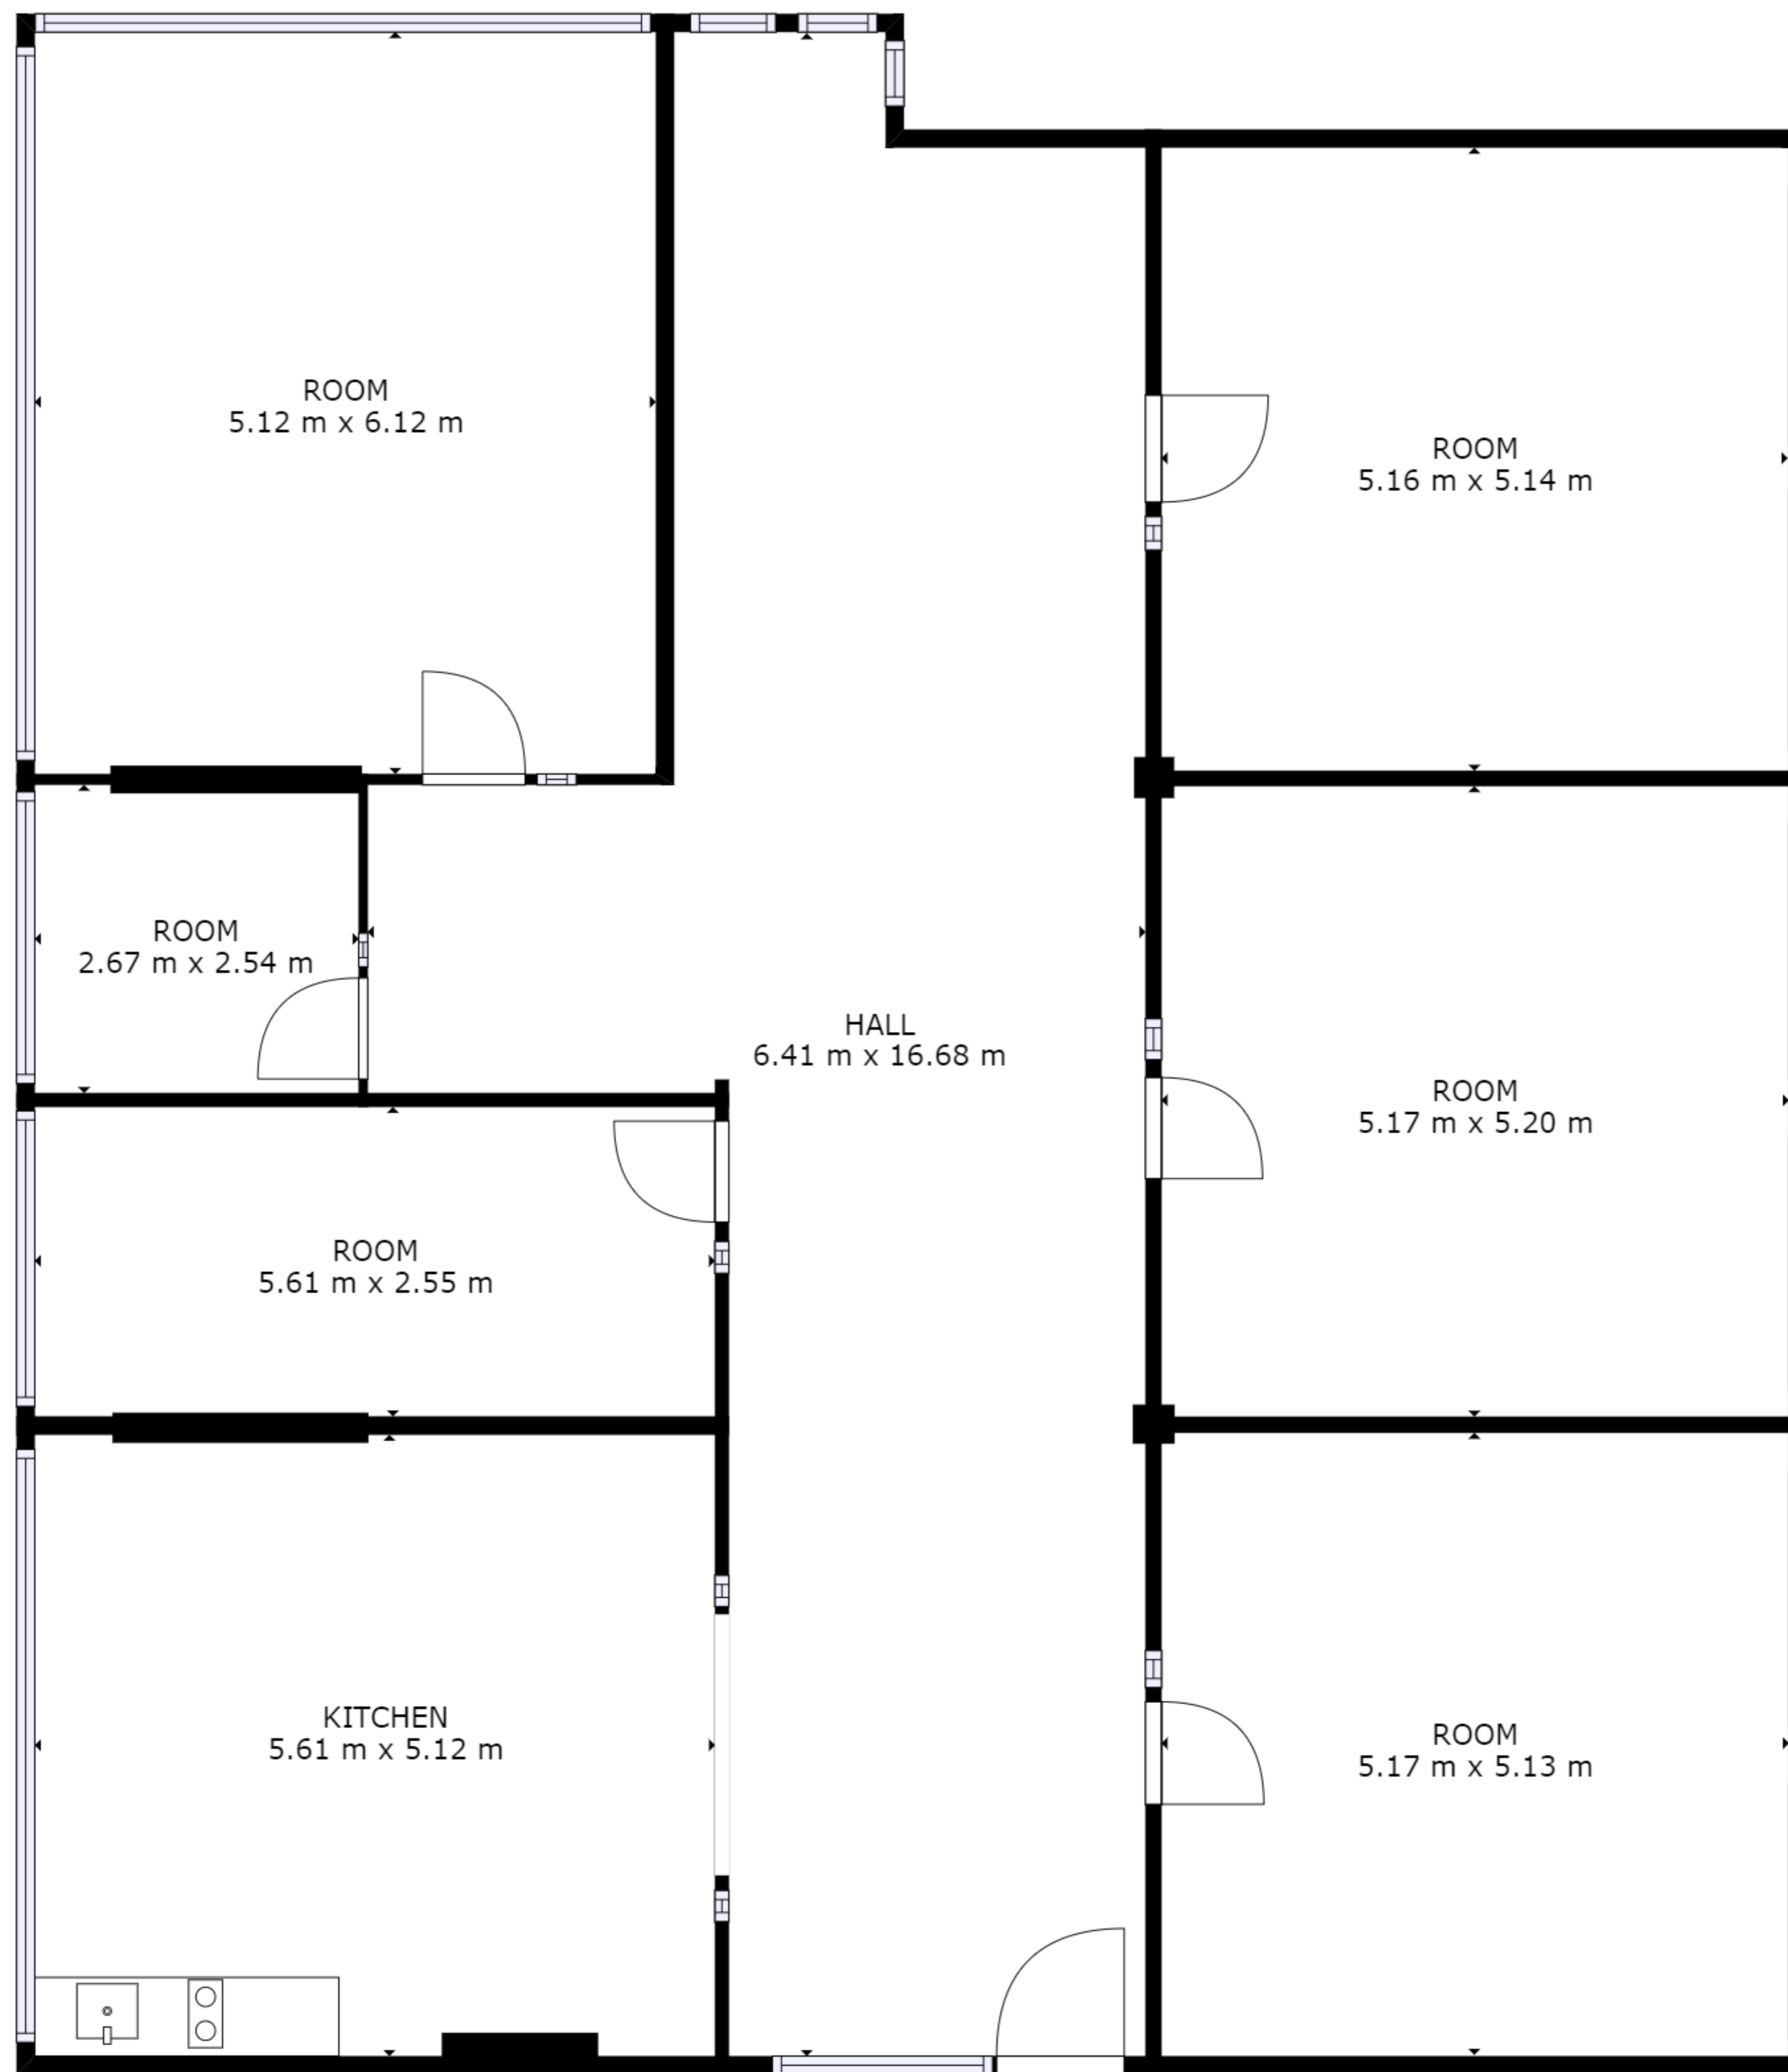 ROOM
5.12 m x 6.12 m
ROOM
5.16 m x 5.14 m
ROOM
2.67 m x 2.54 m
HALL
6.41 m x 16.68 m
ROOM
5.17 m x 5.20 m
ROOM
5.61 m x 2.55 m
KITCHEN
5.61 m x 5.12 m
ROOM
5.17 m x 5.13 m